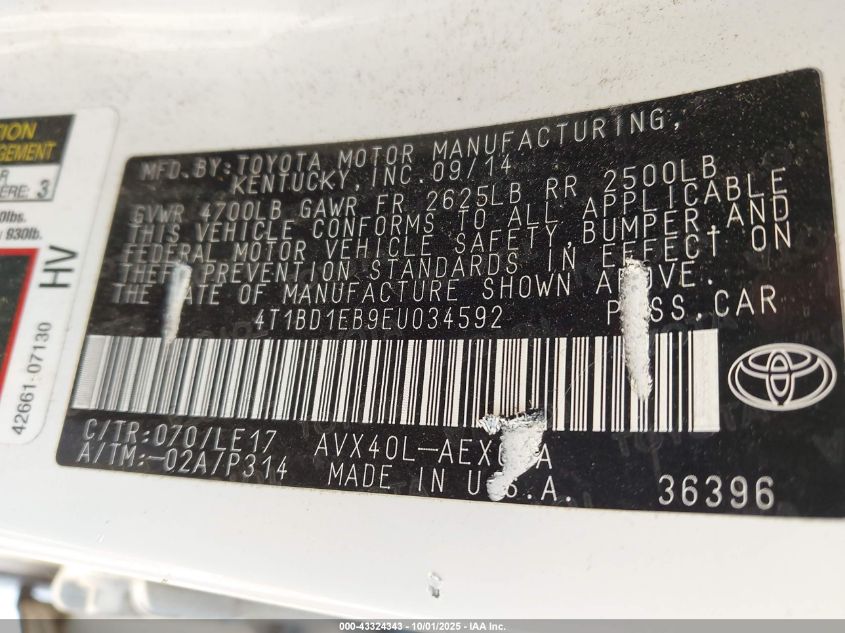 MFD.BY:TOYOTA MOTOR MANUFACTURING,
KENTUCKY,INC.09/14
GVWR 4700LB GAWR FR 2625LB RR 2500LB
THIS VEHICLE CONFORMS TO ALL APPLICABLE
FEDERAL MOTOR VEHICLE SAFETY,BUMPER,AND
THEFT PREVENTION STANDARDS IN EFFECT ON
THE DATE OF MANUFACTURE SHOWN ABOVE.
4T1BD1EB9EU034592 PASS.CAR
C/TR:070/LE17 AVX40L-
A/TM:-02A/P314 MADE IN U.S.A. 36396
HV
42661-07130
930lb.
3
000-43324343 • 10/01/2025 - IAA Inc.